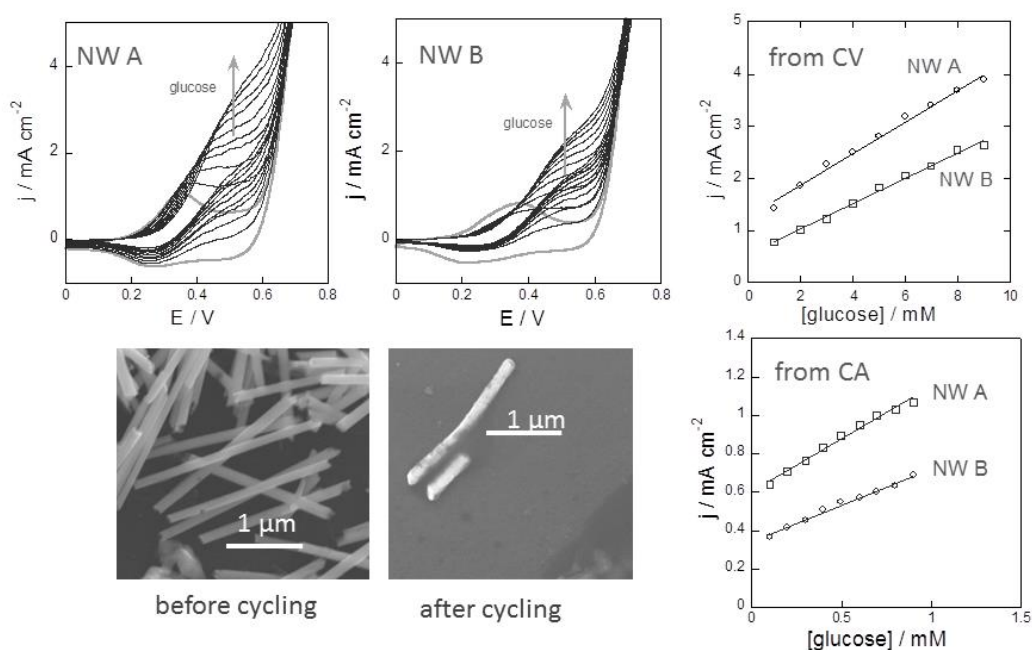 NW A
glucose
j / mA cm-2
4
2
0
0
0.2
0.4
0.6
0.8
E / V
NW B
glucose
j / mA cm-2
4
2
0
0
0.2
0.4
0.6
0.8
E / V
from CV
NW A
NW B
j / mA cm-2
5
4
3
2
1
0
0
2
4
6
8
10
[glucose] / mM
1 µm
before cycling
1 µm
after cycling
from CA
NW A
NW B
j / mA cm-2
1.4
1.2
1.0
0.8
0.6
0.4
0.2
0
0
0.5
1
1.5
[glucose] / mM